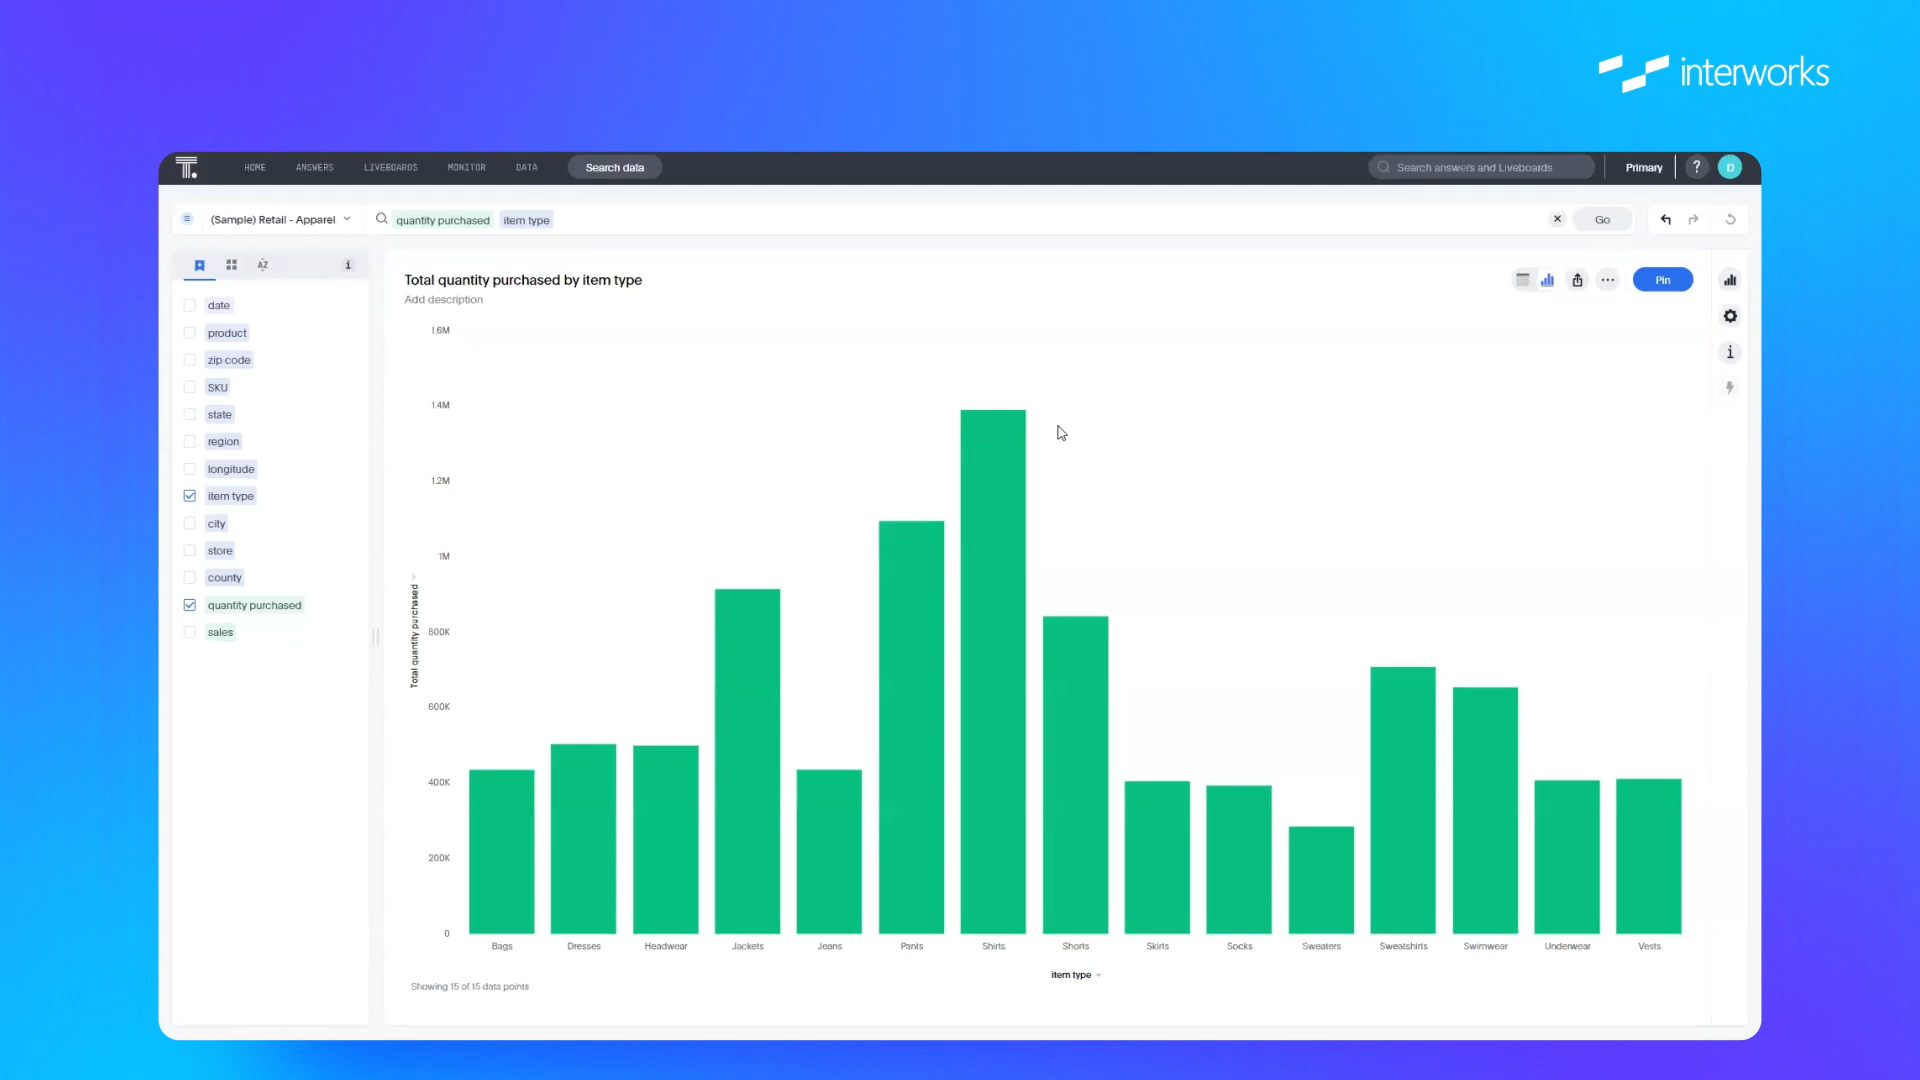 interworks
T. HOME ANSWERS LIVEBOARDS MONITOR DATA Search data Search answers and Liveboards Primary ? D
(Sample) Retail - Apparel quantity purchased item type Go
Total quantity purchased by item type Pin
Add description
date
product
zip code
SKU
state
region
longitude
item type
city
store
county
quantity purchased
sales
Total quantity purchased
1.6M
1.4M
1.2M
1M
800K
600K
400K
200K
0
Bags Dresses Headwear Jackets Jeans Pants Shirts Shorts Skirts Socks Sweaters Sweatshirts Swimwear Underwear Vests
item type
Showing 15 of 15 data points